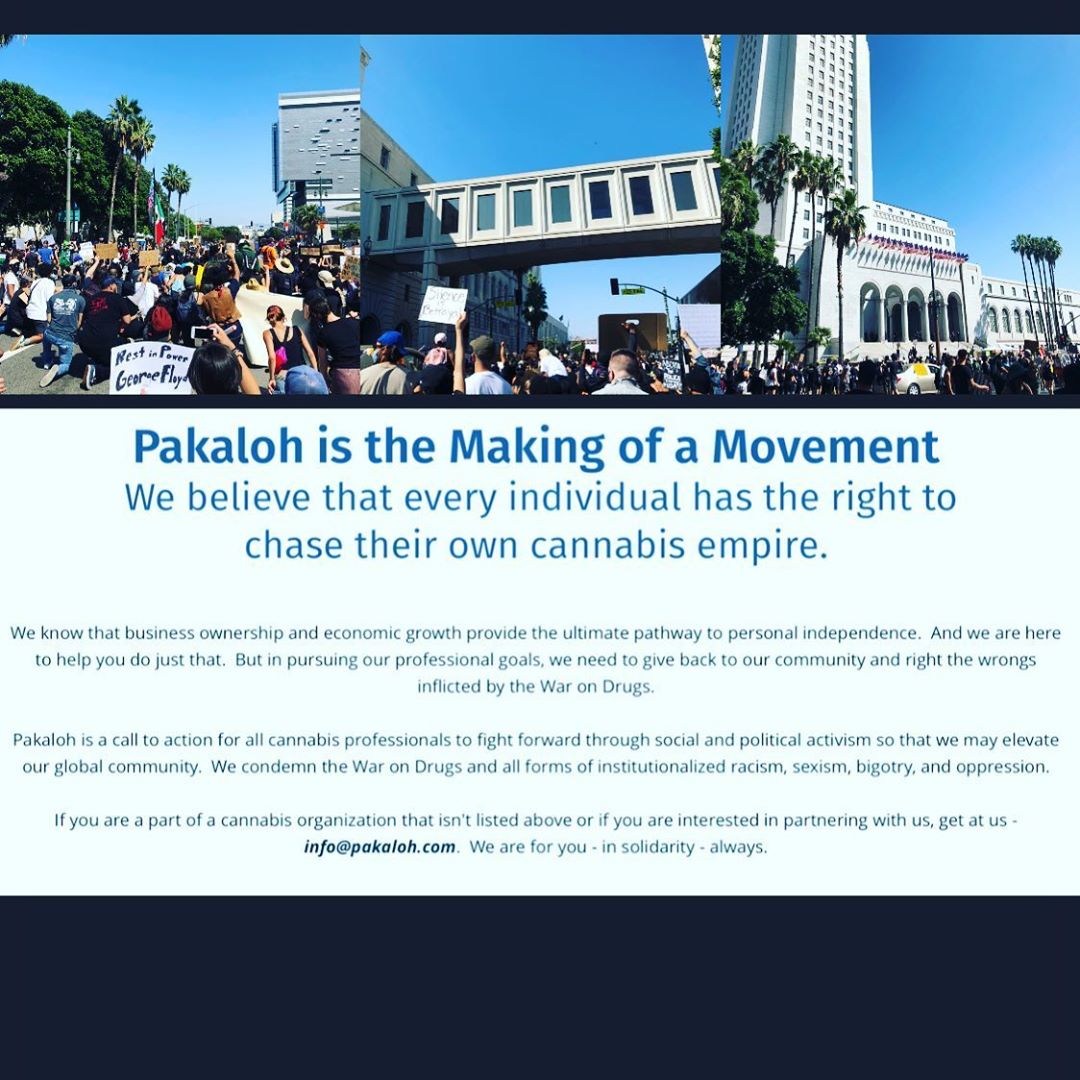 Rest in Power
George Floyd
Silence
is
Betrayal
Pakaloh is the Making of a Movement
We believe that every individual has the right to
chase their own cannabis empire.
We know that business ownership and economic growth provide the ultimate pathway to personal independence.  And we are here
to help you do just that.  But in pursuing our professional goals, we need to give back to our community and right the wrongs
inflicted by the War on Drugs.
Pakaloh is a call to action for all cannabis professionals to fight forward through social and political activism so that we may elevate
our global community.  We condemn the War on Drugs and all forms of institutionalized racism, sexism, bigotry, and oppression.
If you are a part of a cannabis organization that isn't listed above or if you are interested in partnering with us, get at us -
info@pakaloh.com.  We are for you - in solidarity - always.